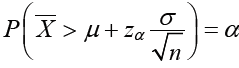 P(X̅ > μ + z_α σ/√n) = α